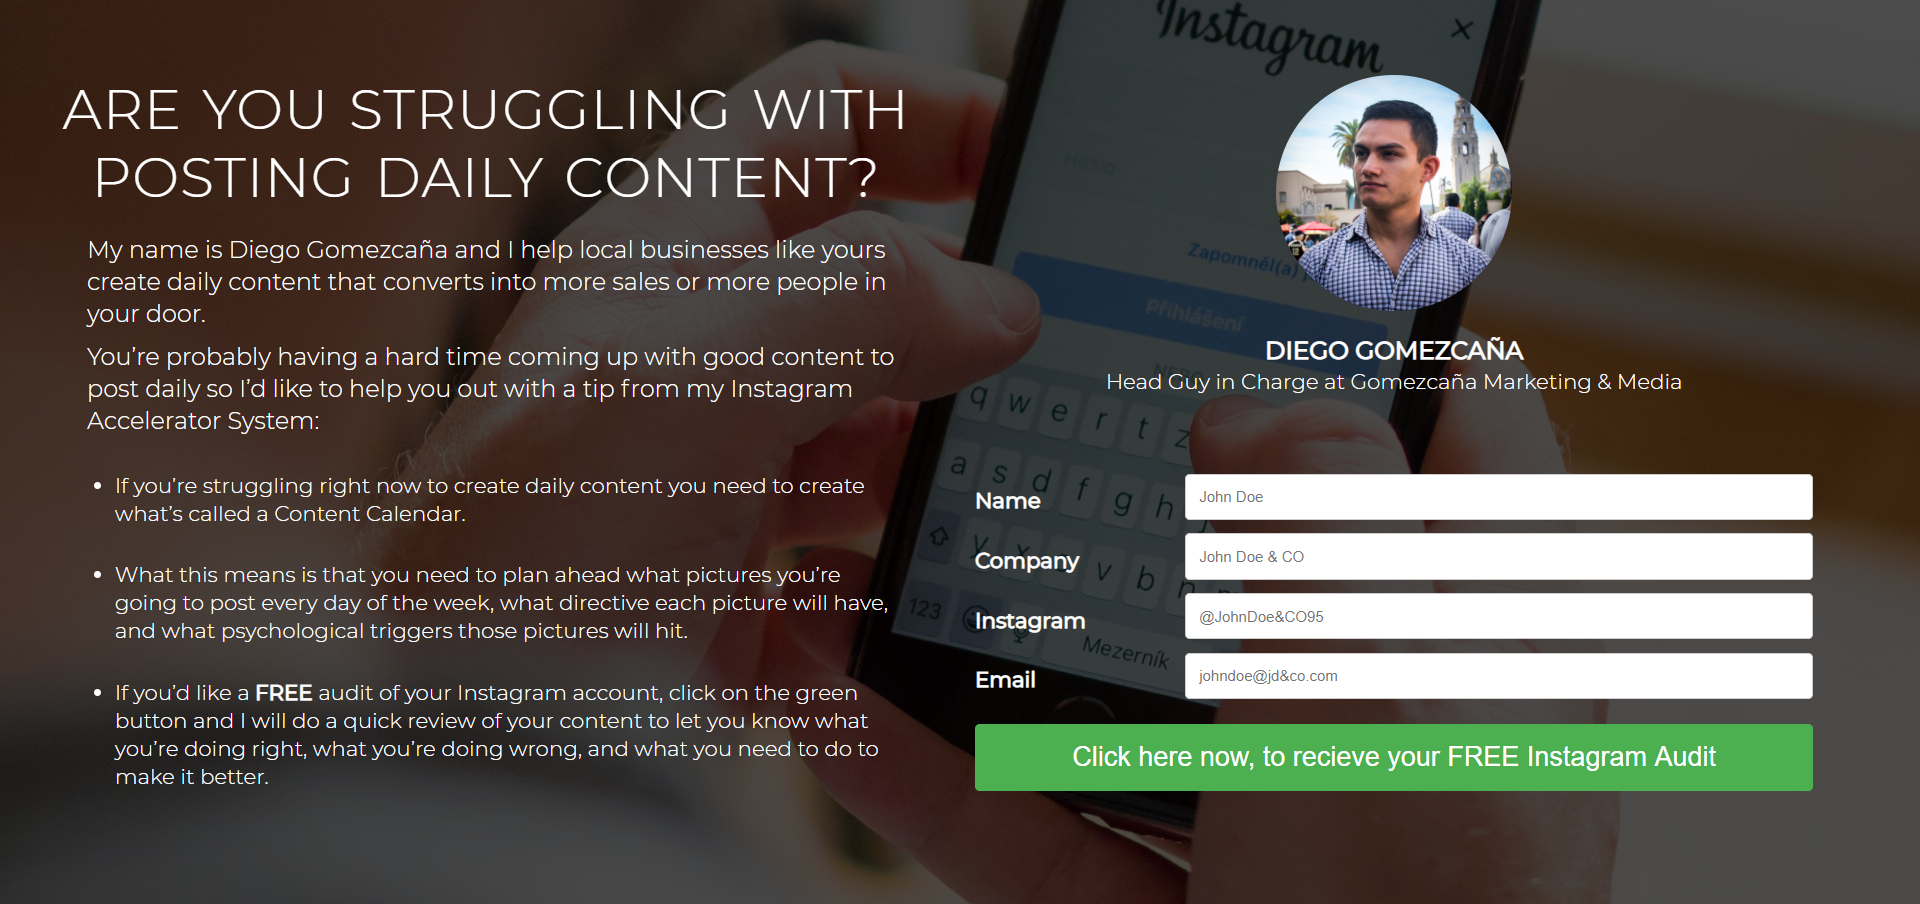 ARE YOU STRUGGLING WITH
POSTING DAILY CONTENT?
My name is Diego Gomezcaña and I help local businesses like yours
create daily content that converts into more sales or more people in
your door.
You’re probably having a hard time coming up with good content to
post daily so I’d like to help you out with a tip from my Instagram
Accelerator System:
If you’re struggling right now to create daily content you need to create
what’s called a Content Calendar.
What this means is that you need to plan ahead what pictures you’re
going to post every day of the week, what directive each picture will have,
and what psychological triggers those pictures will hit.
If you’d like a FREE audit of your Instagram account, click on the green
button and I will do a quick review of your content to let you know what
you’re doing right, what you’re doing wrong, and what you need to do to
make it better.
Instagram
Heslo
Zapomněl(a)
Přihlášení
NEBO
q w e r t z
a s d f g h
y x c v b n
123
Mezerník
DIEGO GOMEZCAÑA
Head Guy in Charge at Gomezcaña Marketing & Media
Name
John Doe
Company
John Doe & CO
Instagram
@JohnDoe&CO95
Email
johndoe@jd&co.com
Click here now, to recieve your FREE Instagram Audit